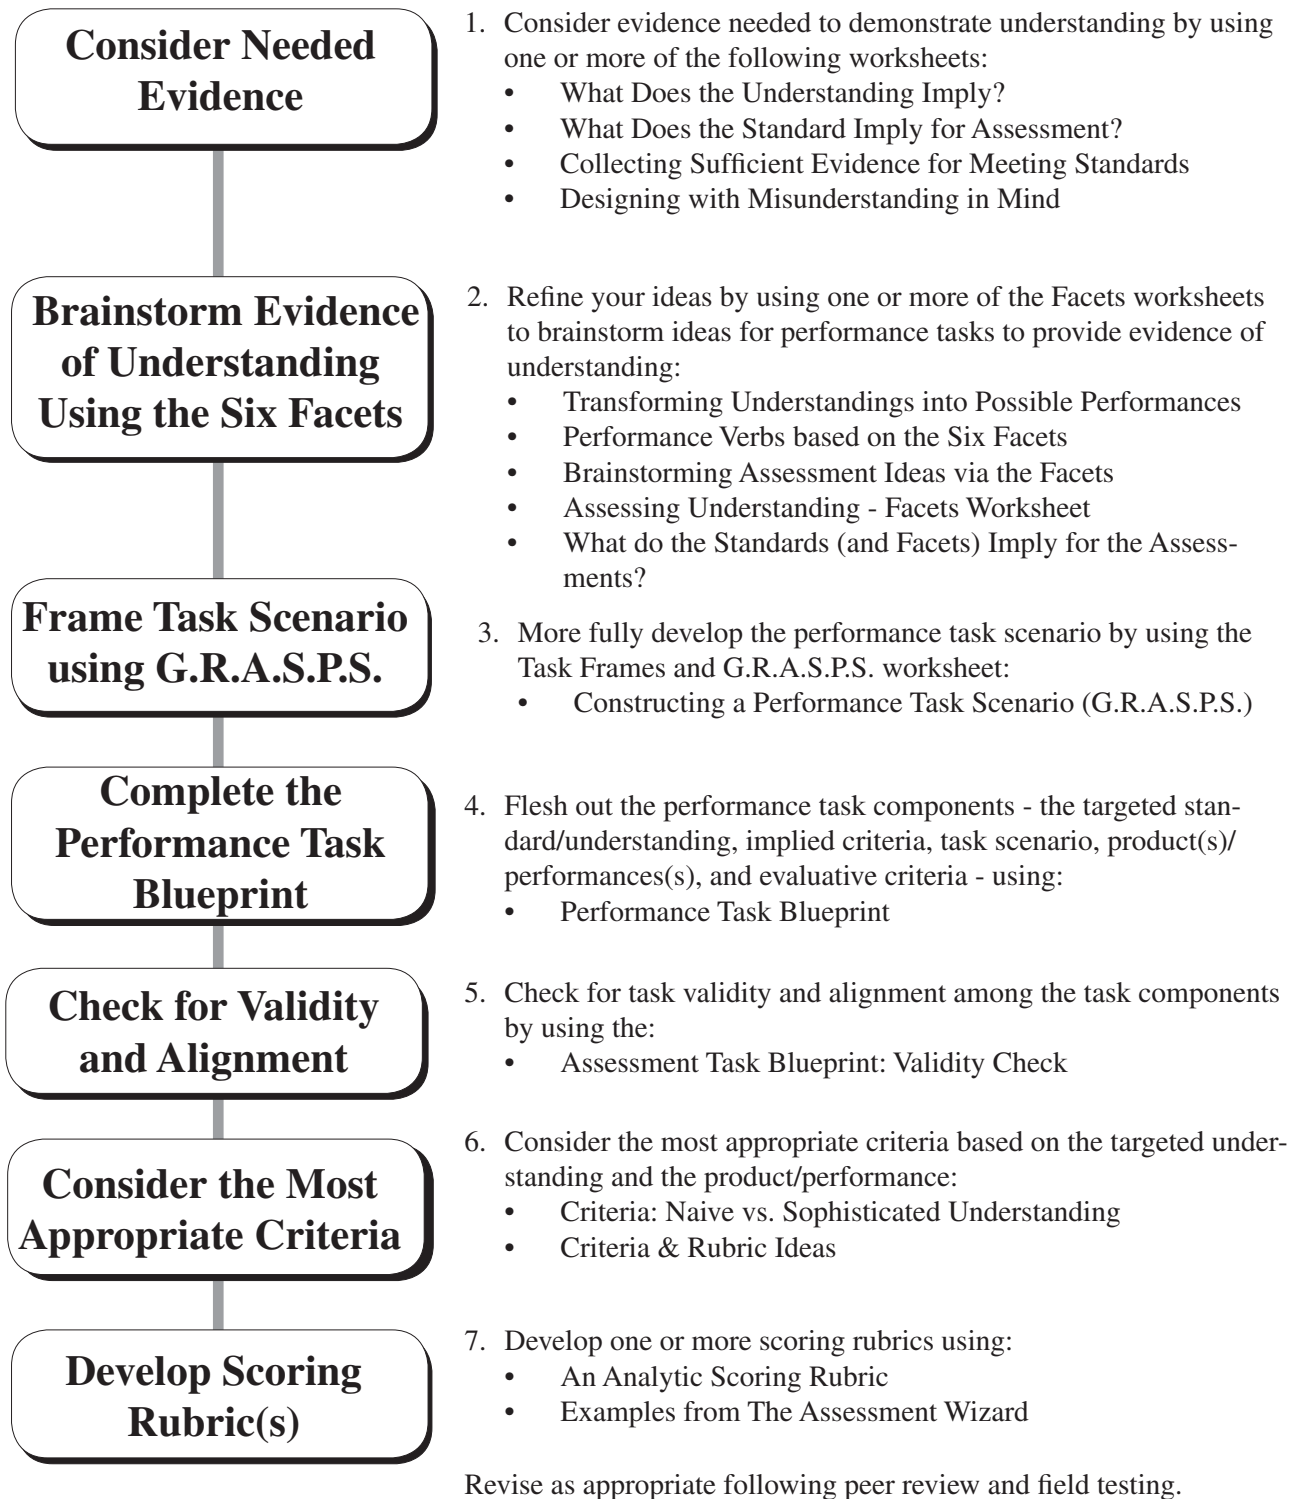 Consider Needed
Evidence
1. Consider evidence needed to demonstrate understanding by using
one or more of the following worksheets:
• What Does the Understanding Imply?
• What Does the Standard Imply for Assessment?
• Collecting Sufficient Evidence for Meeting Standards
• Designing with Misunderstanding in Mind
Brainstorm Evidence
of Understanding
Using the Six Facets
2. Refine your ideas by using one or more of the Facets worksheets
to brainstorm ideas for performance tasks to provide evidence of
understanding:
• Transforming Understandings into Possible Performances
• Performance Verbs based on the Six Facets
• Brainstorming Assessment Ideas via the Facets
• Assessing Understanding - Facets Worksheet
• What do the Standards (and Facets) Imply for the Assess-
ments?
Frame Task Scenario
using G.R.A.S.P.S.
3. More fully develop the performance task scenario by using the
Task Frames and G.R.A.S.P.S. worksheet:
• Constructing a Performance Task Scenario (G.R.A.S.P.S.)
Complete the
Performance Task
Blueprint
4. Flesh out the performance task components - the targeted stan-
dard/understanding, implied criteria, task scenario, product(s)/
performances(s), and evaluative criteria - using:
• Performance Task Blueprint
Check for Validity
and Alignment
5. Check for task validity and alignment among the task components
by using the:
• Assessment Task Blueprint: Validity Check
Consider the Most
Appropriate Criteria
6. Consider the most appropriate criteria based on the targeted under-
standing and the product/performance:
• Criteria: Naive vs. Sophisticated Understanding
• Criteria & Rubric Ideas
Develop Scoring
Rubric(s)
7. Develop one or more scoring rubrics using:
• An Analytic Scoring Rubric
• Examples from The Assessment Wizard
Revise as appropriate following peer review and field testing.